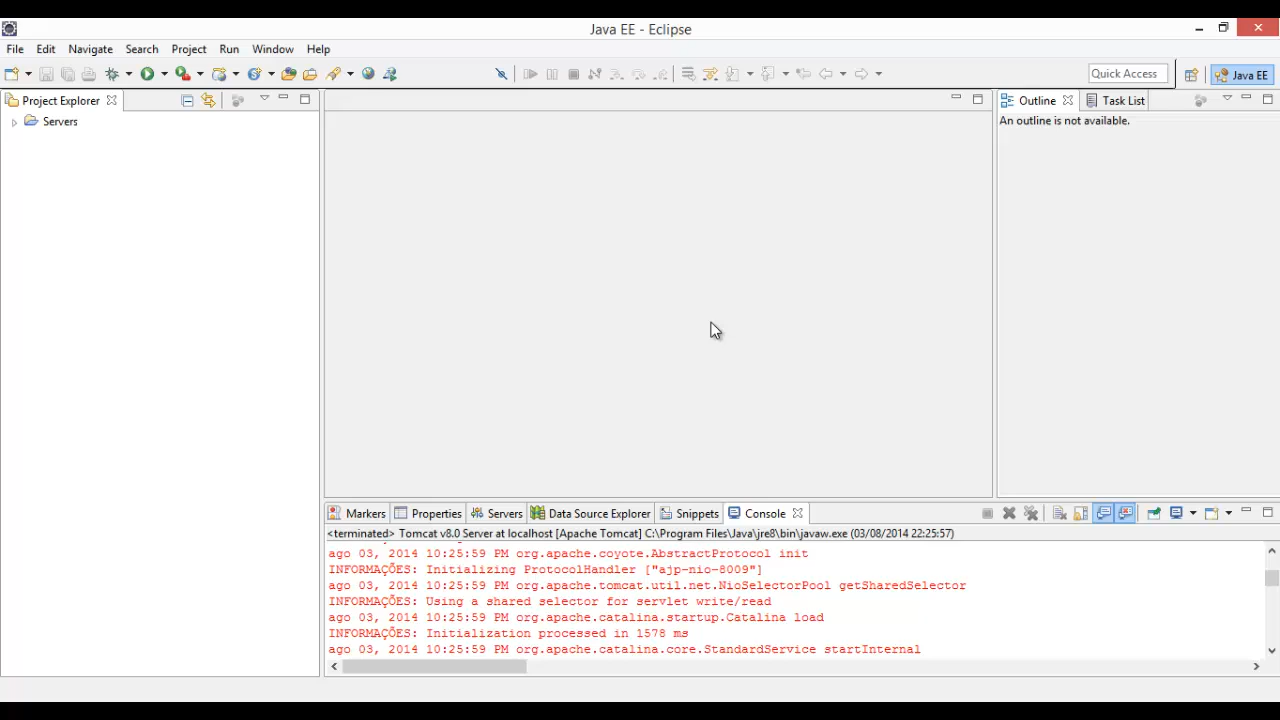 Java EE - Eclipse
File Edit Navigate Search Project Run Window Help
Quick Access
Java EE
Project Explorer
Servers
Outline Task List
An outline is not available.
Markers Properties Servers Data Source Explorer Snippets Console
<terminated> Tomcat v8.0 Server at localhost [Apache Tomcat] C:\Program Files\Java\jre8\bin\javaw.exe (03/08/2014 22:25:57)
ago 03, 2014 10:25:59 PM org.apache.coyote.AbstractProtocol init
INFORMAÇÕES: Initializing ProtocolHandler ["ajp-nio-8009"]
ago 03, 2014 10:25:59 PM org.apache.tomcat.util.net.NioSelectorPool getSharedSelector
INFORMAÇÕES: Using a shared selector for servlet write/read
ago 03, 2014 10:25:59 PM org.apache.catalina.startup.Catalina load
INFORMAÇÕES: Initialization processed in 1578 ms
ago 03, 2014 10:25:59 PM org.apache.catalina.core.StandardService startInternal